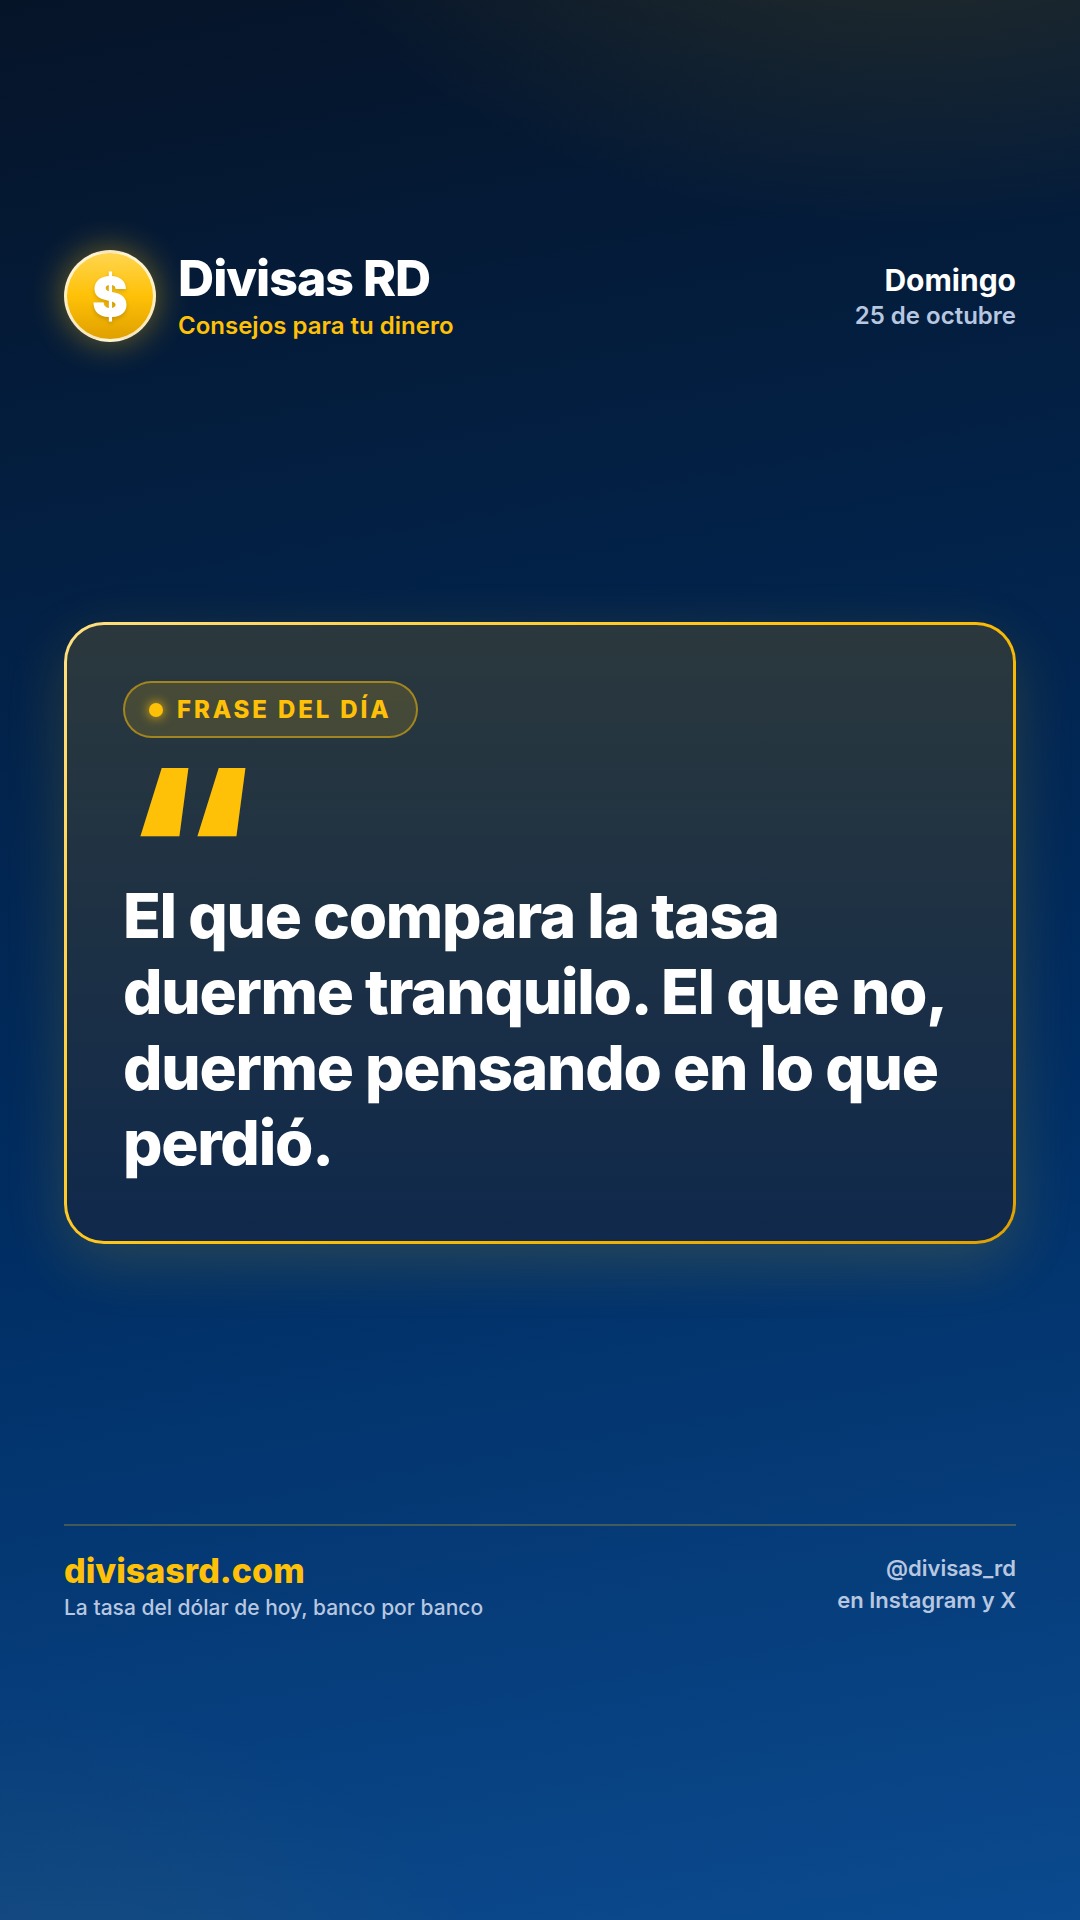 $
Divisas RD
Consejos para tu dinero
Domingo
25 de octubre
FRASE DEL DÍA
“
El que compara la tasa
duerme tranquilo. El que no,
duerme pensando en lo que
perdió.
divisasrd.com
La tasa del dólar de hoy, banco por banco
@divisas_rd
en Instagram y X